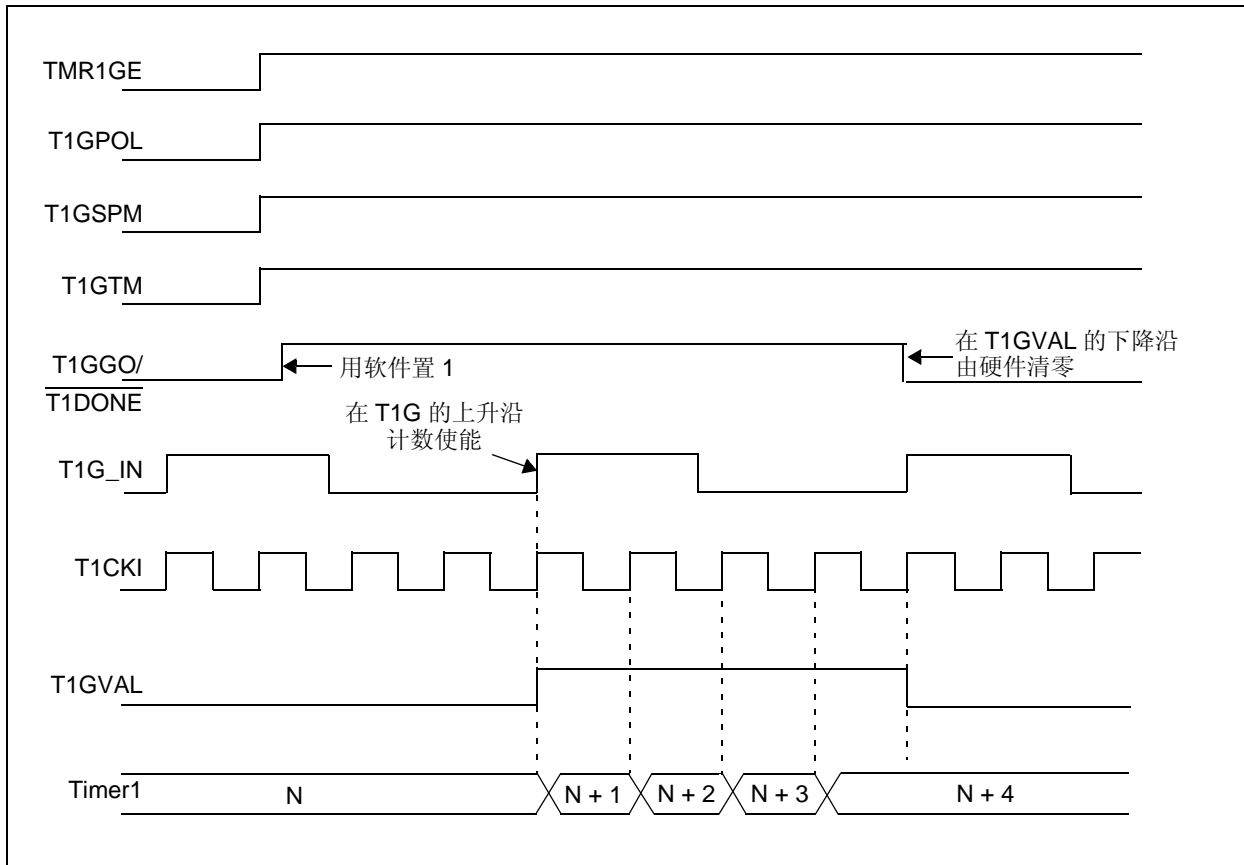 TMR1GE
T1GPOL
T1GSPM
T1GTM
T1GGO/
T1DONE
用软件置 1
在 T1GVAL 的下降沿
由硬件清零
在 T1G 的上升沿
计数使能
T1G_IN
T1CKI
T1GVAL
Timer1
N
N + 1
N + 2
N + 3
N + 4